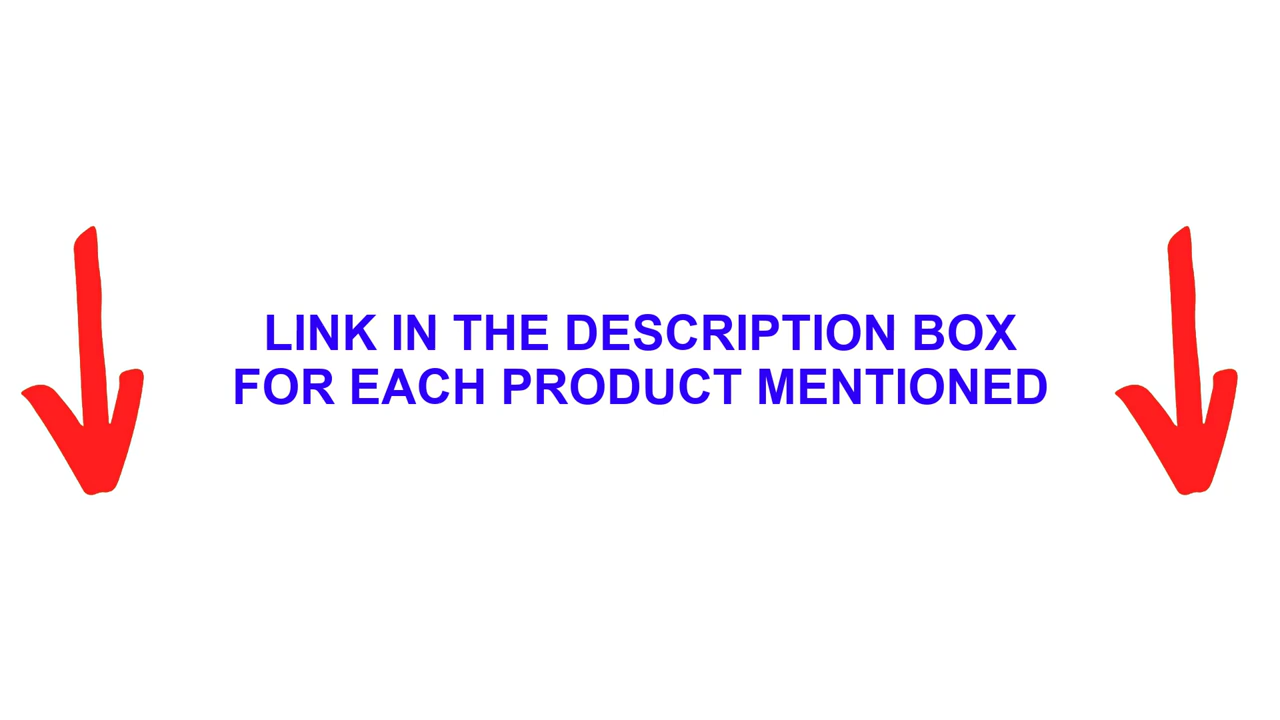 LINK IN THE DESCRIPTION BOX
FOR EACH PRODUCT MENTIONED